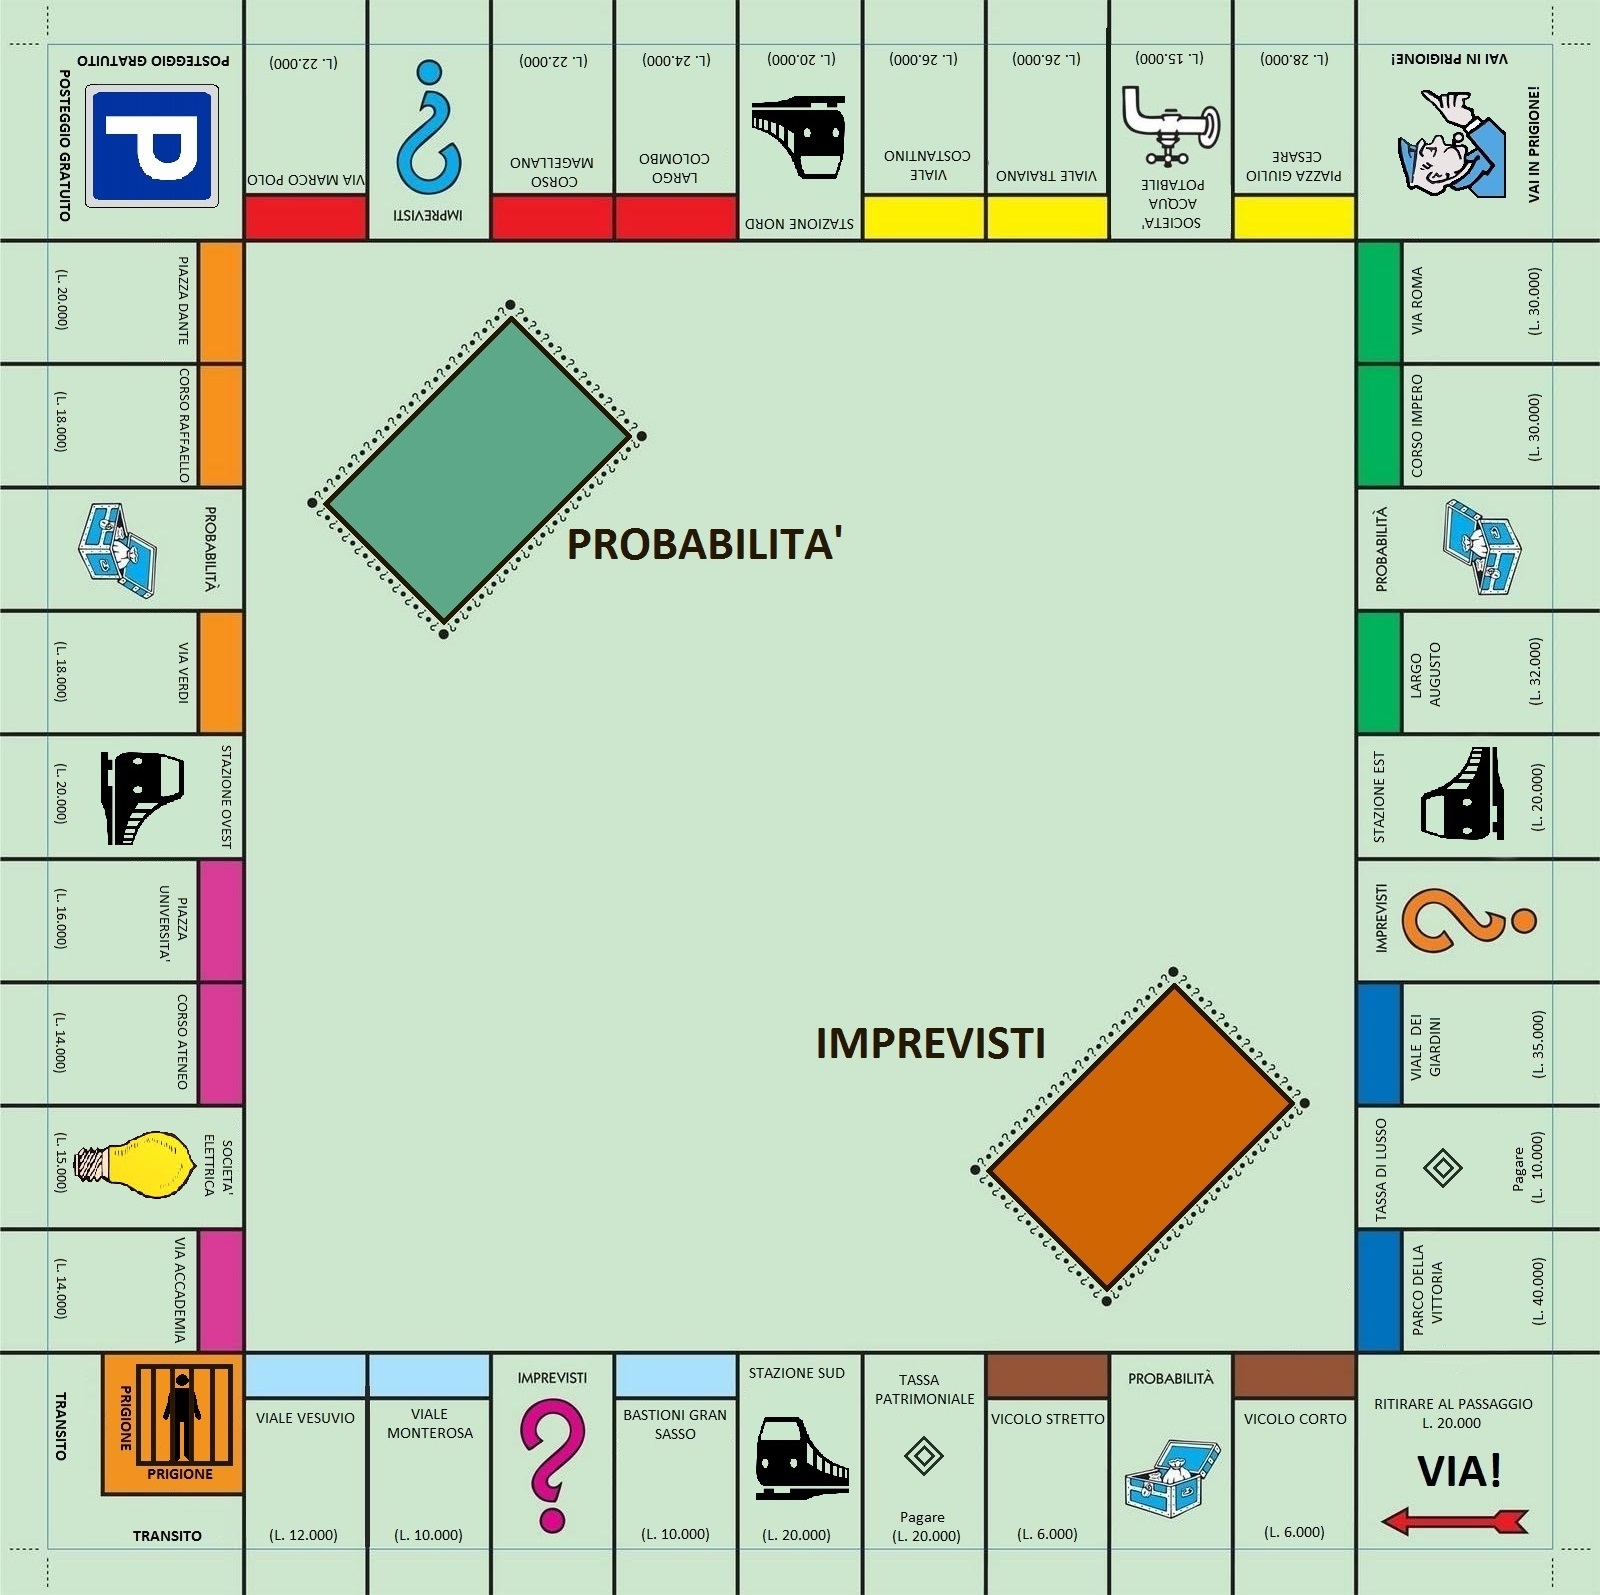 POSTEGGIO GRATUITO
POSTEGGIO GRATUITO
P
(L. 22.000)
VIA MARCO POLO
IMPREVISTI
(L. 22.000)
CORSO
MAGELLANO
(L. 24.000)
LARGO
COLOMBO
(L. 20.000)
STAZIONE NORD
(L. 26.000)
VIALE
COSTANTINO
(L. 26.000)
VIALE TRAIANO
(L. 15.000)
SOCIETA'
ACQUA
POTABILE
(L. 28.000)
PIAZZA GIULIO
CESARE
VAI IN PRIGIONE!
VAI IN PRIGIONE!
VIA ROMA
(L. 30.000)
CORSO IMPERO
(L. 30.000)
PROBABILITÀ
LARGO
AUGUSTO
(L. 32.000)
STAZIONE EST
(L. 20.000)
IMPREVISTI
VIALE DEI
GIARDINI
(L. 35.000)
TASSA DI LUSSO
Pagare
(L. 10.000)
PARCO DELLA
VITTORIA
(L. 40.000)
RITIRARE AL PASSAGGIO
L. 20.000
VIA!
VICOLO CORTO
(L. 6.000)
PROBABILITÀ
VICOLO STRETTO
(L. 6.000)
TASSA
PATRIMONIALE
Pagare
(L. 20.000)
STAZIONE SUD
(L. 20.000)
BASTIONI GRAN
SASSO
(L. 10.000)
IMPREVISTI
?
VIALE
MONTEROSA
(L. 10.000)
VIALE VESUVIO
(L. 12.000)
PRIGIONE
PRIGIONE
TRANSITO
TRANSITO
VIA ACCADEMIA
(L. 14.000)
SOCIETA'
ELETTRICA
(L. 15.000)
CORSO ATENEO
(L. 14.000)
PIAZZA
UNIVERSITA'
(L. 16.000)
STAZIONE OVEST
(L. 20.000)
VIA VERDI
(L. 18.000)
PROBABILITÀ
CORSO RAFFAELLO
(L. 18.000)
PIAZZA DANTE
(L. 20.000)
PROBABILITA'
IMPREVISTI